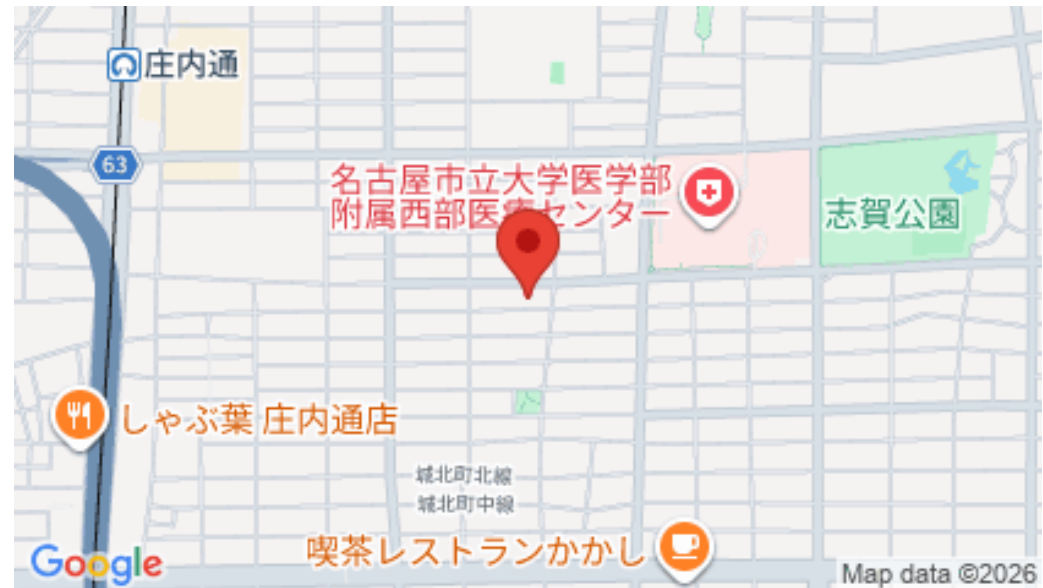 庄内通
63
名古屋市立大学医学部
附属西部医療センター
志賀公園
しゃぶ葉 庄内通店
城北町北線
城北町中線
喫茶レストランかかし
Google
Map data ©2026